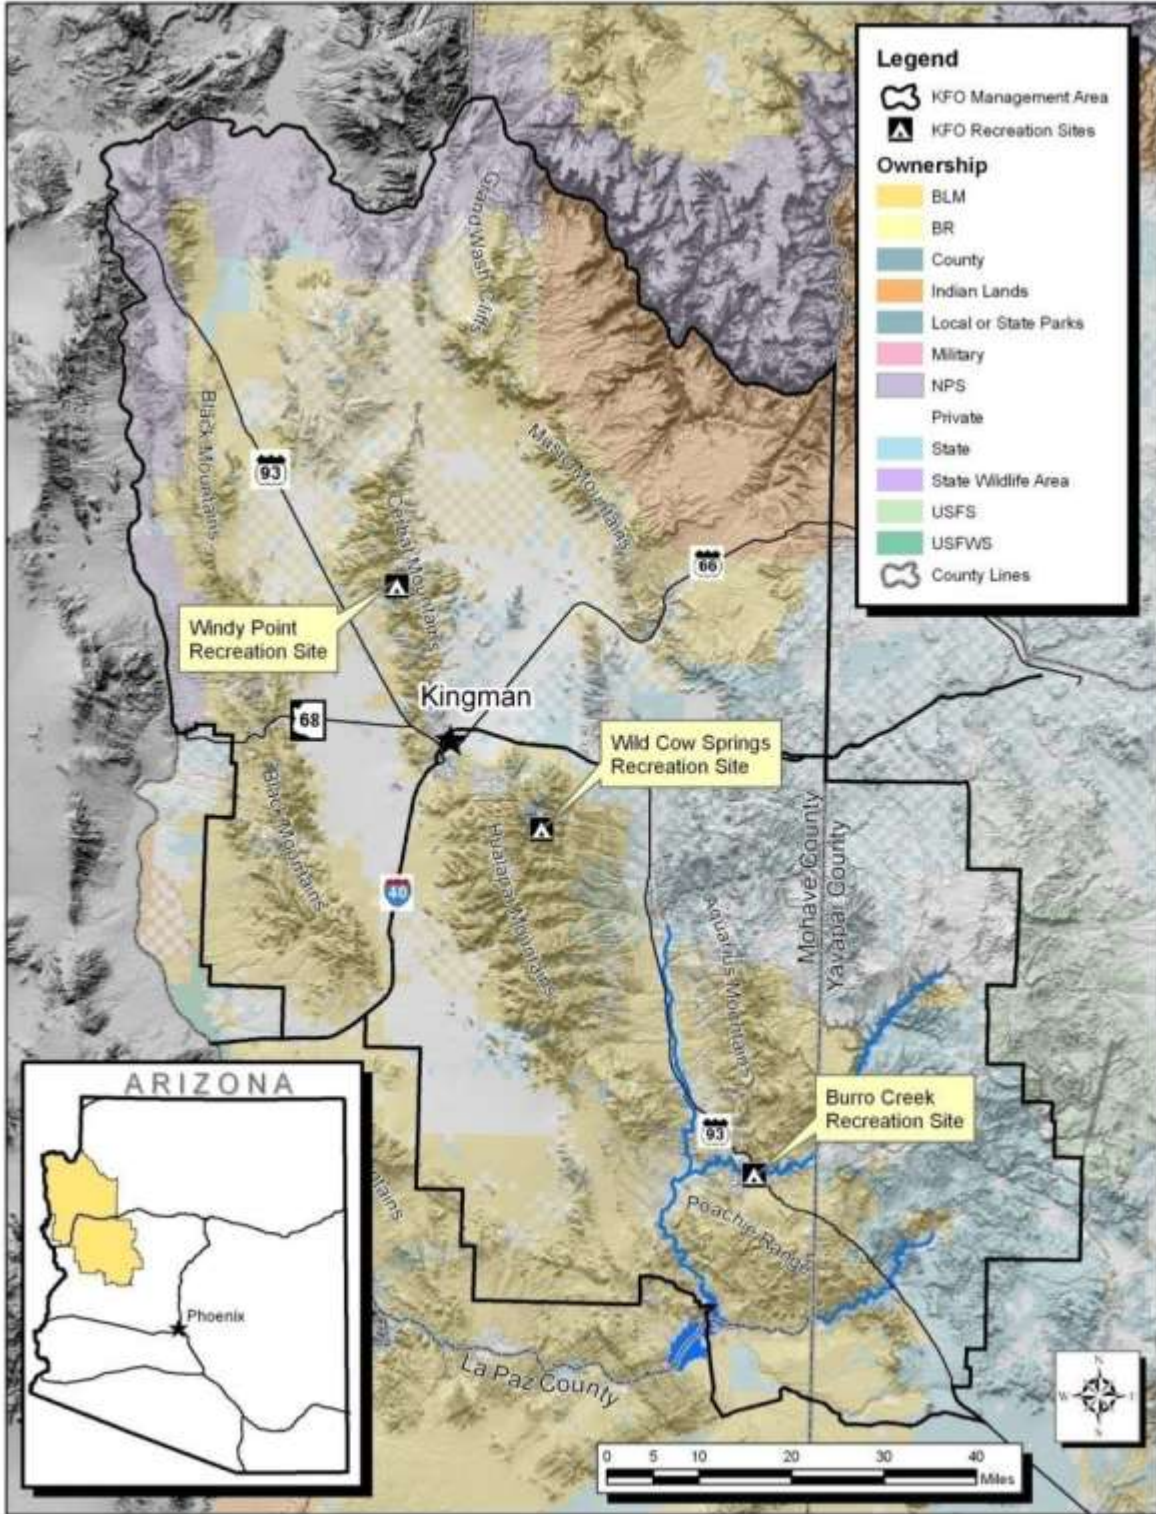 Legend
KFO Management Area
KFO Recreation Sites
Ownership
BLM
BR
County
Indian Lands
Local or State Parks
Military
NPS
Private
State
State Wildlife Area
USFS
USFWS
County Lines
Grand Wash Cliffs
Black Mountains
93
Music Mountains
Cerbat Mountains
66
Windy Point
Recreation Site
Kingman
68
Wild Cow Springs
Recreation Site
Black Mountains
Hualapai Mountains
40
Mohave County
Yavapai County
Aquarius Mountains
Burro Creek
Recreation Site
93
Poachie Range
La Paz County
ARIZONA
Phoenix
N
W
E
S
0 5 10 20 30 40
Miles